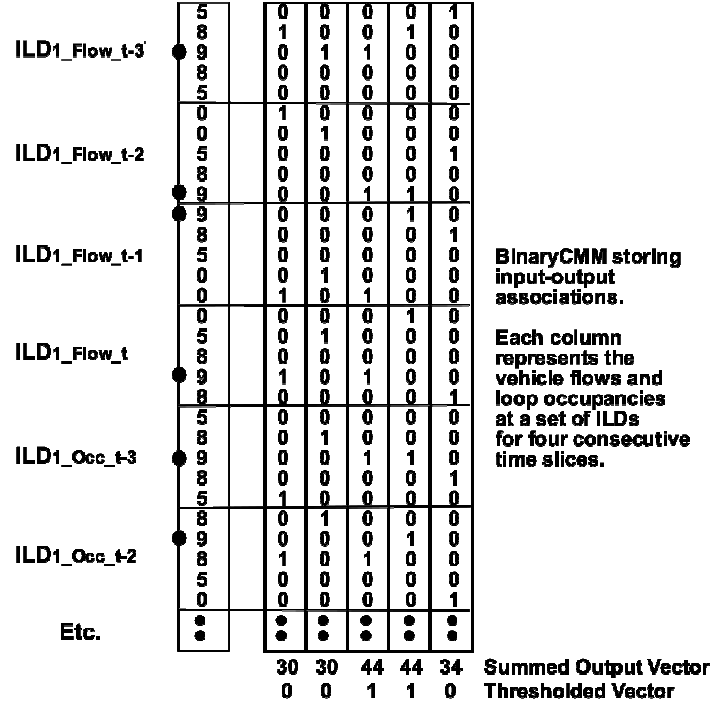 5 0 0 0 0 1
8 1 0 0 1 0
ILD1_Flow_t-3 9 0 1 1 0 0
8 0 0 0 0 0
5 0 0 0 0 0
0 1 0 0 0 0
0 0 1 0 0 0
ILD1_Flow_t-2 5 0 0 0 0 1
8 0 0 0 0 0
9 0 0 1 1 0
9 0 0 0 1 0
8 0 0 0 0 1
ILD1_Flow_t-1 5 0 0 0 0 0
0 0 1 0 0 0
0 1 0 1 0 0
0 0 0 0 1 0
5 0 1 0 0 0
ILD1_Flow_t 8 0 0 0 0 0
9 1 0 1 0 0
8 0 0 0 0 1
5 0 0 0 0 0
8 0 1 0 0 0
ILD1_Occ_t-3 9 0 0 1 1 0
8 0 0 0 0 1
5 1 0 0 0 0
8 0 1 0 0 0
9 0 0 0 1 0
ILD1_Occ_t-2 8 1 0 1 0 0
5 0 0 0 0 0
0 0 0 0 0 1
Etc.
BinaryCMM storing
input-output
associations.
Each column
represents the
vehicle flows and
loop occupancies
at a set of ILDs
for four consecutive
time slices.
30 30 44 44 34 Summed Output Vector
0 0 1 1 0 Thresholded Vector